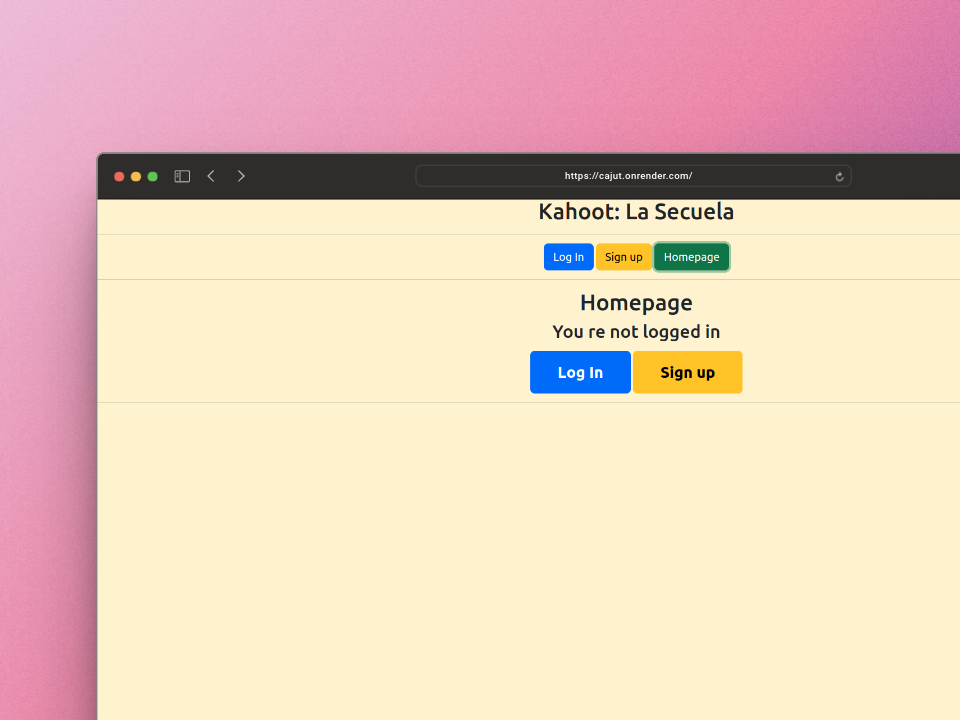 https://cajut.onrender.com/
Kahoot: La Secuela
Log In Sign up Homepage
Homepage
You re not logged in
Log In Sign up